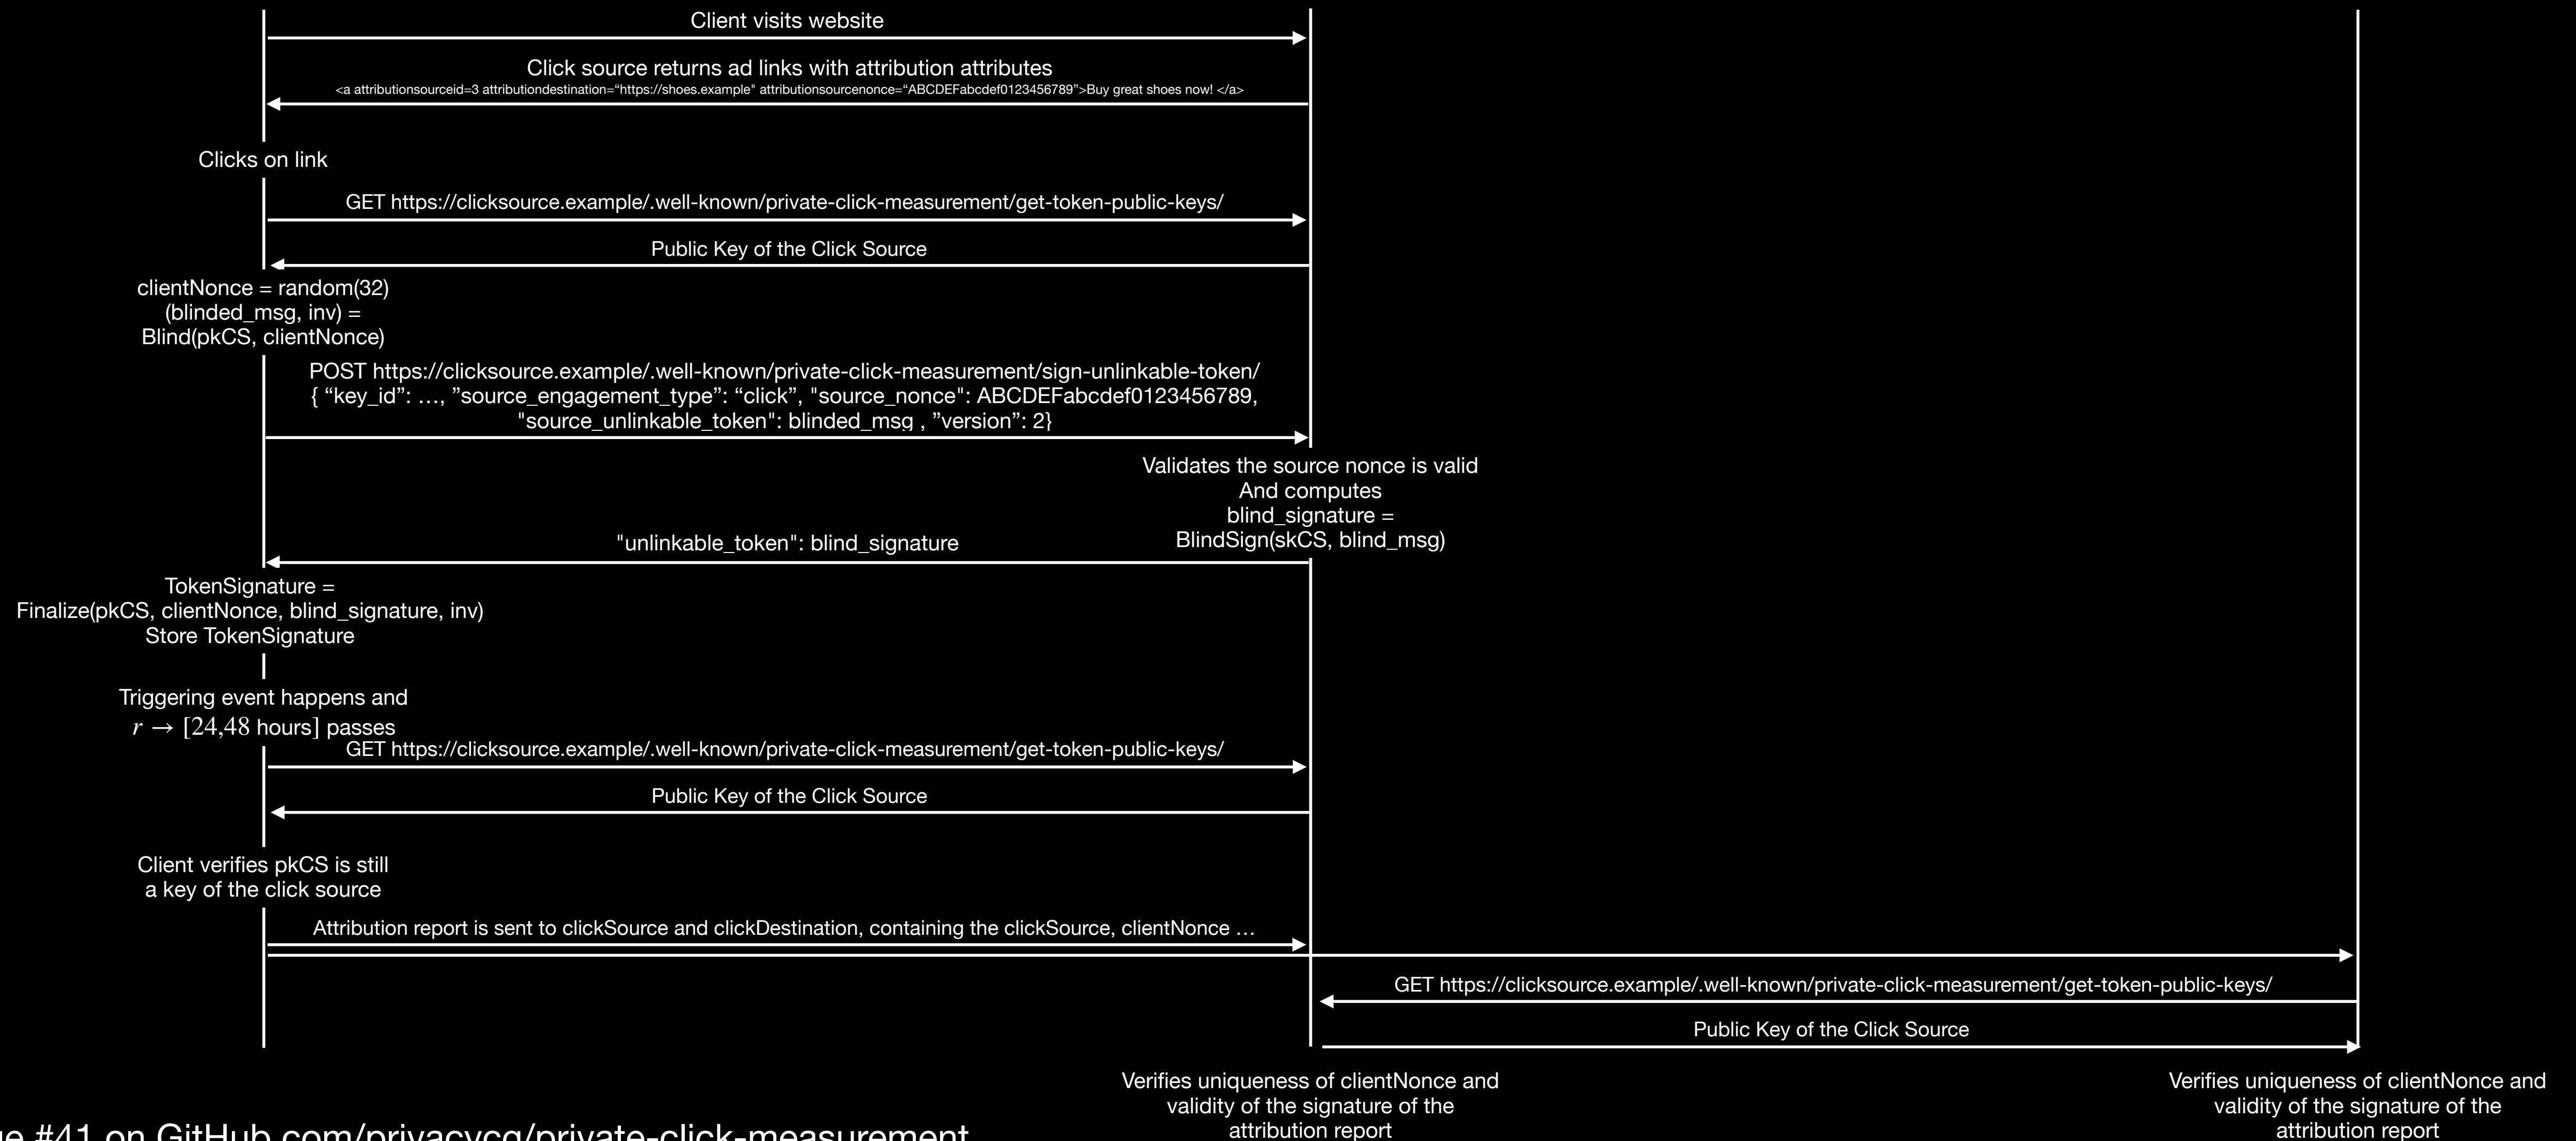 Client visits website
Click source returns ad links with attribution attributes
<a attributionsourceid=3 attributiondestination=“https://shoes.example" attributionsourcenonce=“ABCDEFabcdef0123456789”>Buy great shoes now! </a>
Clicks on link
GET https://clicksource.example/.well-known/private-click-measurement/get-token-public-keys/
Public Key of the Click Source
clientNonce = random(32)
(blinded_msg, inv) =
Blind(pkCS, clientNonce)
POST https://clicksource.example/.well-known/private-click-measurement/sign-unlinkable-token/
{ “key_id”: …, ”source_engagement_type”: “click”, "source_nonce": ABCDEFabcdef0123456789,
"source_unlinkable_token": blinded_msg , ”version”: 2}
Validates the source nonce is valid
And computes
blind_signature =
BlindSign(skCS, blind_msg)
"unlinkable_token": blind_signature
TokenSignature =
Finalize(pkCS, clientNonce, blind_signature, inv)
Store TokenSignature
Triggering event happens and
r → [24,48 hours] passes
GET https://clicksource.example/.well-known/private-click-measurement/get-token-public-keys/
Public Key of the Click Source
Client verifies pkCS is still
a key of the click source
Attribution report is sent to clickSource and clickDestination, containing the clickSource, clientNonce …
GET https://clicksource.example/.well-known/private-click-measurement/get-token-public-keys/
Public Key of the Click Source
Verifies uniqueness of clientNonce and
validity of the signature of the
attribution report
Verifies uniqueness of clientNonce and
validity of the signature of the
attribution report
#41 on GitHub.com/privacycg/private-click-measurement